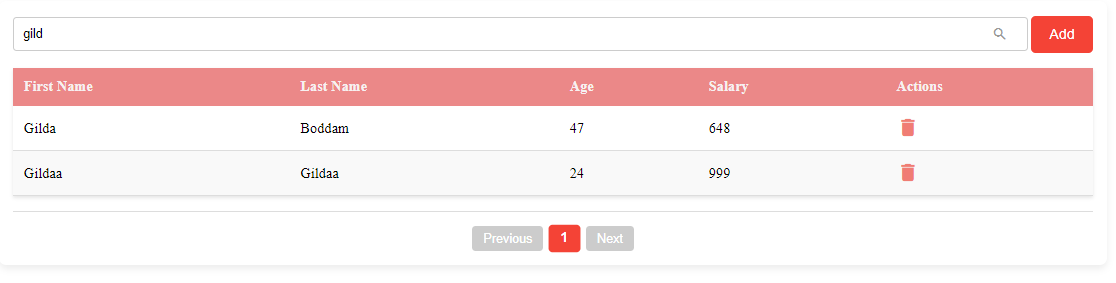 gild Add
First Name Last Name Age Salary Actions
Gilda Boddam 47 648
Gildaa Gildaa 24 999
Previous 1 Next